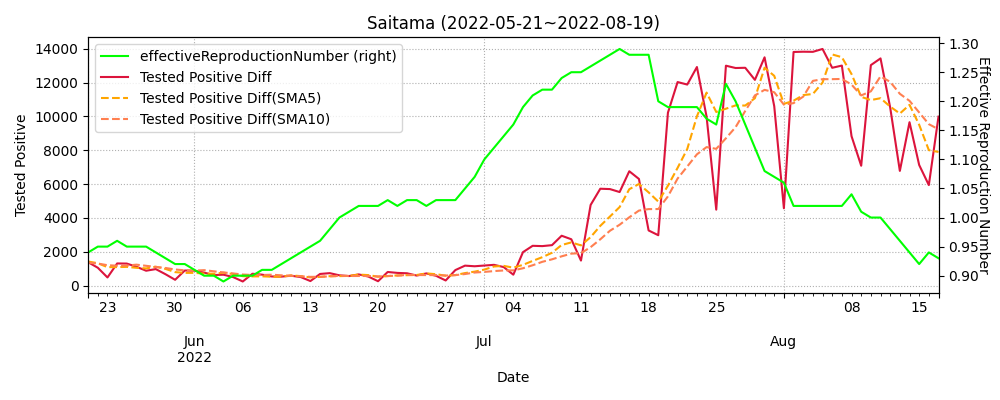 Saitama (2022-05-21~2022-08-19)
effectiveReproductionNumber (right)
Tested Positive Diff
Tested Positive Diff(SMA5)
Tested Positive Diff(SMA10)
Tested Positive
14000
12000
10000
8000
6000
4000
2000
0
1.30
1.25
1.20
1.15
1.10
1.05
1.00
0.95
0.90
Effective Reproduction Number
23 30 06 13 20 27 04 11 18 25 08 15
Jun Jul Aug
2022
Date